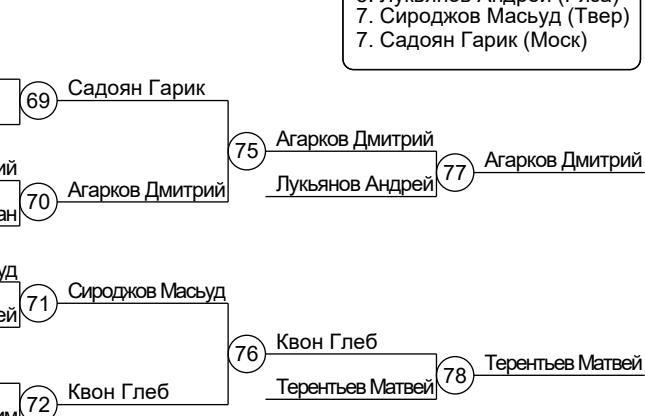 7. Сироджов Масьуд (Твер)
7. Садоян Гарик (Моск)
69 Садоян Гарик
75 Агарков Дмитрий
77 Агарков Дмитрий
70 Агарков Дмитрий
Лукьянов Андрей
71 Сироджов Масьуд
76 Квон Глеб
78 Терентьев Матвей
Терентьев Матвей
72 Квон Глеб